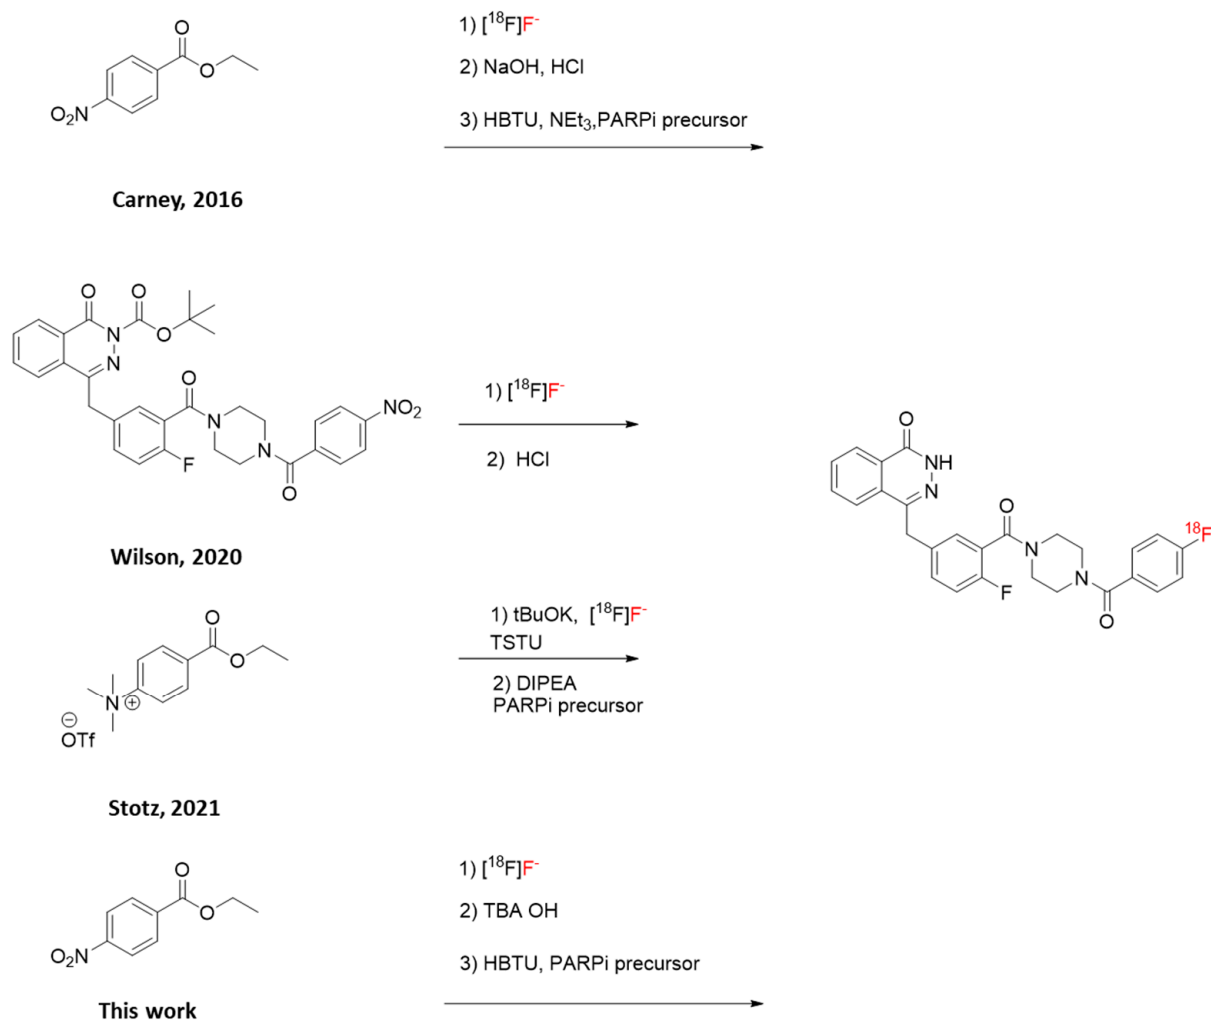 1) [¹⁸F]F⁻
2) NaOH, HCl
3) HBTU, NEt₃,PARPi precursor
O
O
O₂N
Carney, 2016
O
O
N
O
N
O
N
N
F
O
NO₂
1) [¹⁸F]F⁻
2) HCl
Wilson, 2020
O
NH
N
O
N
N
F
O
¹⁸F
O
O
N
⊕
⊖
OTf
1) tBuOK, [¹⁸F]F⁻
TSTU
2) DIPEA
PARPi precursor
Stotz, 2021
O
O
O₂N
1) [¹⁸F]F⁻
2) TBA OH
3) HBTU, PARPi precursor
This work